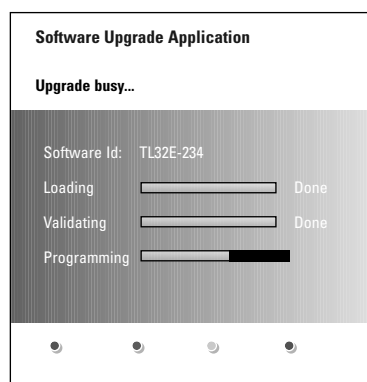 Software Upgrade Application
Upgrade busy...
Software Id: TL32E-234
Loading Done
Validating Done
Programming